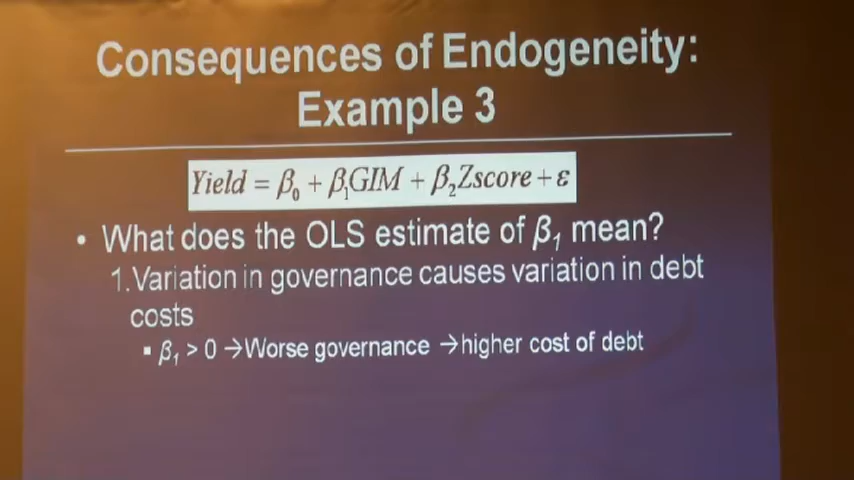 Consequences of Endogeneity:
Example 3
Yield = β₀ + β₁GIM + β₂Zscore + ε
• What does the OLS estimate of β₁ mean?
1. Variation in governance causes variation in debt
costs
▪ β₁ > 0 →Worse governance →higher cost of debt